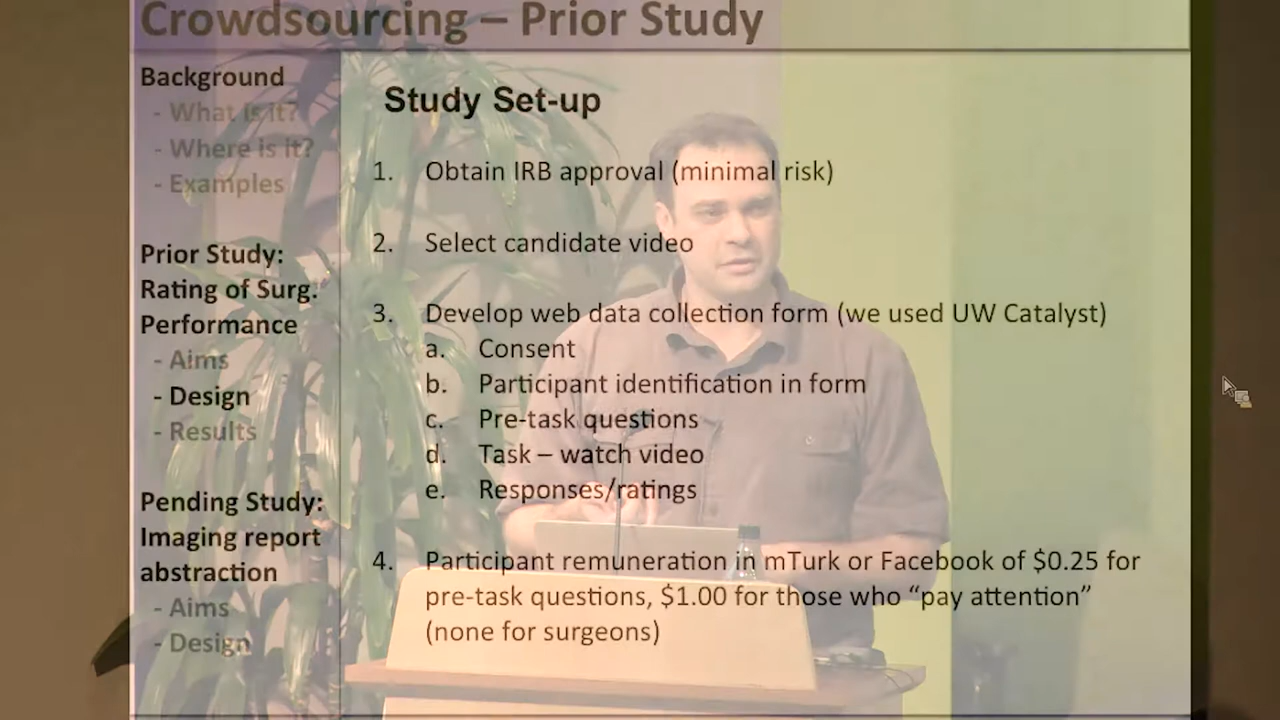 Crowdsourcing – Prior Study
Background
- What is it?
- Where is it?
- Examples
Prior Study:
Rating of Surg.
Performance
- Aims
- Design
- Results
Pending Study:
Imaging report
abstraction
- Aims
- Design
Study Set-up
1. Obtain IRB approval (minimal risk)
2. Select candidate video
3. Develop web data collection form (we used UW Catalyst)
a. Consent
b. Participant identification in form
c. Pre-task questions
d. Task – watch video
e. Responses/ratings
4. Participant remuneration in mTurk or Facebook of $0.25 for
pre-task questions, $1.00 for those who “pay attention”
(none for surgeons)